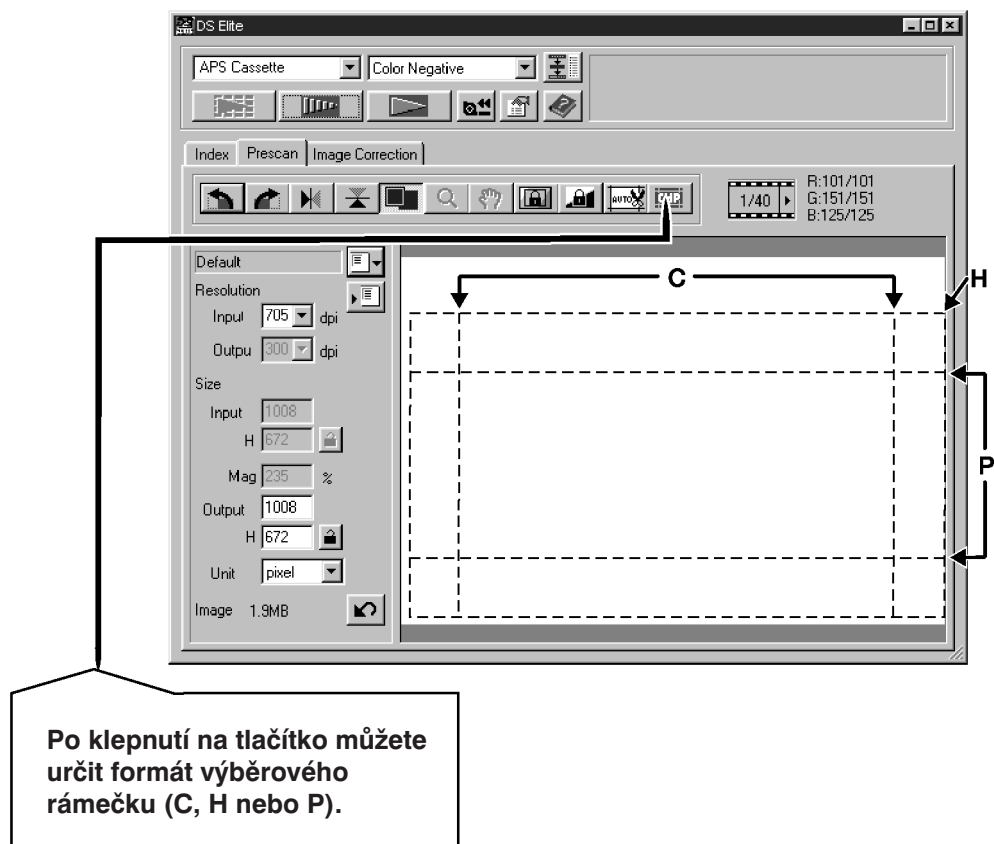 DS Elite
APS Cassette Color Negative
Index Prescan Image Correction
AUTO CHP 1/40
R:101/101
G:151/151
B:125/125
Default
Resolution
Input 705 dpi
Outpu 300 dpi
Size
Input 1008
H 672
Mag 235 %
Output 1008
H 672
Unit pixel
Image 1.9MB
C
H
P
Po klepnutí na tlačítko můžete
určit formát výběrového
rámečku (C, H nebo P).